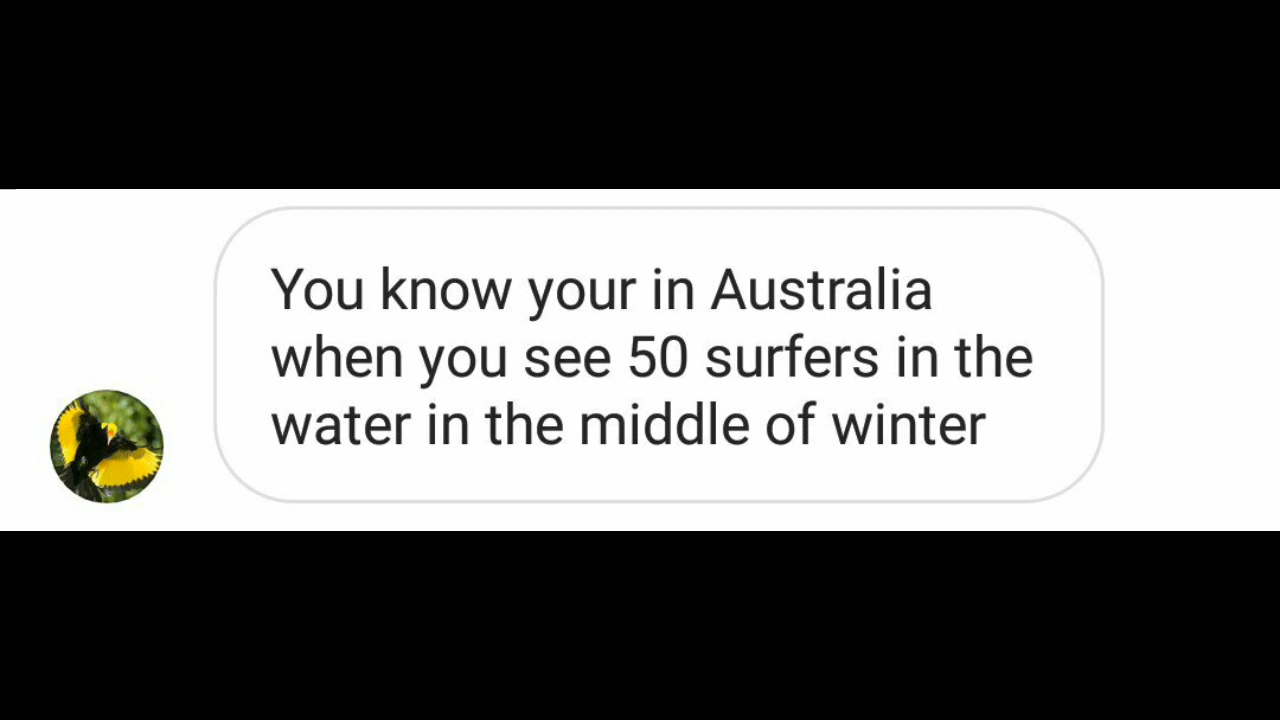 You know your in Australia
when you see 50 surfers in the
water in the middle of winter